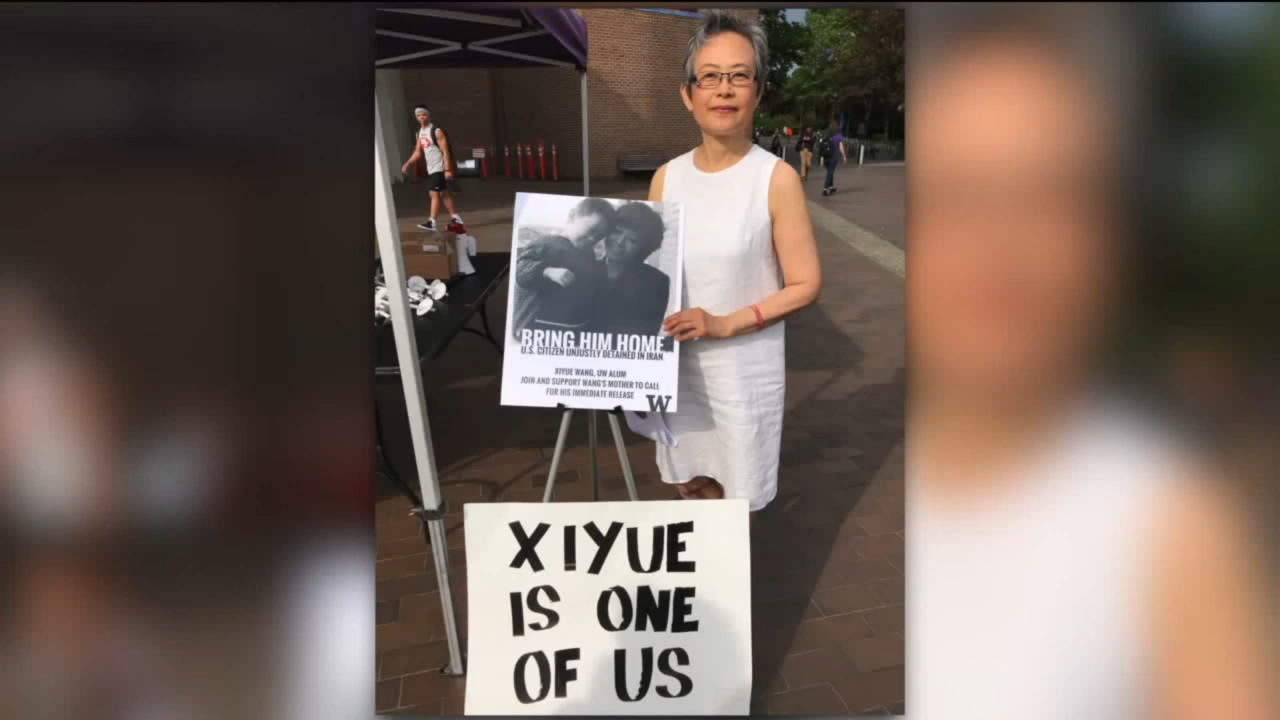 BRING HIM HOME
U.S. CITIZEN UNJUSTLY DETAINED IN IRAN
XIYUE WANG, UW ALUM
JOIN AND SUPPORT WANG'S MOTHER TO CALL
FOR HIS IMMEDIATE RELEASE
W
XIYUE
IS ONE
OF US